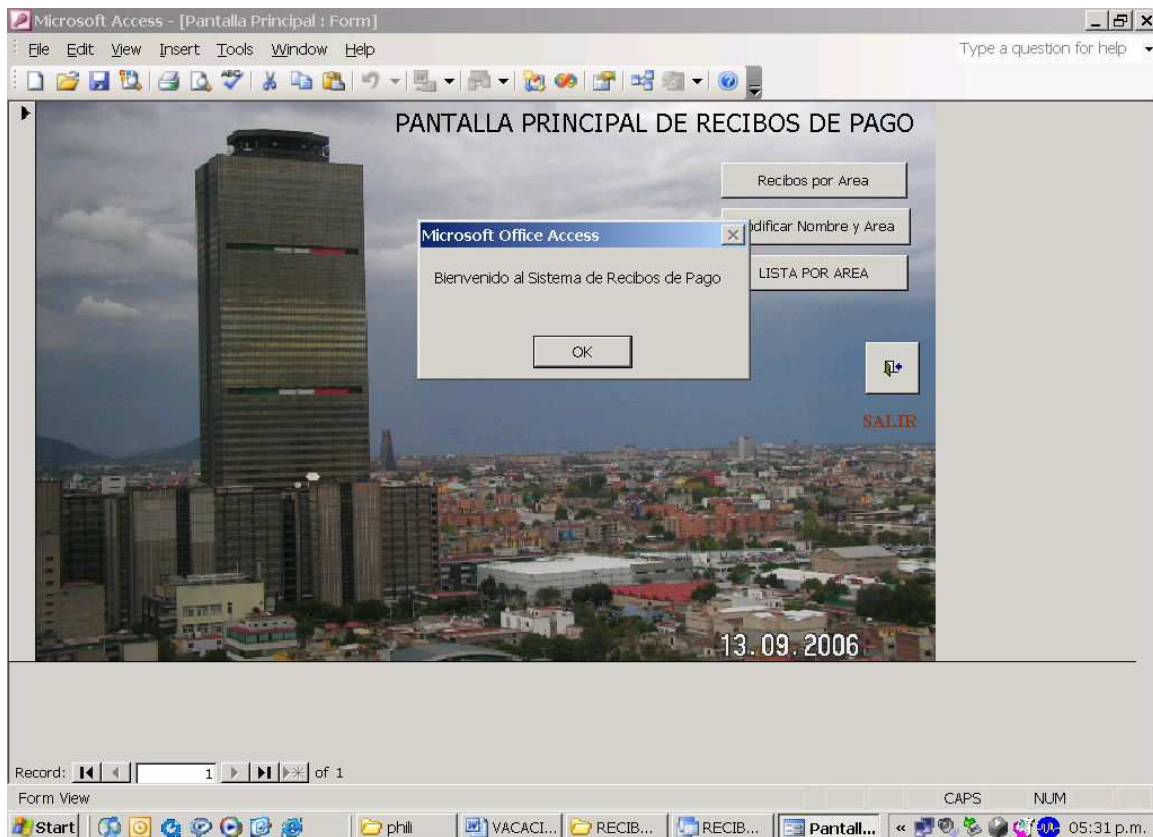 Microsoft Access - [Pantalla Principal : Form]
File Edit View Insert Tools Window Help
Type a question for help
PANTALLA PRINCIPAL DE RECIBOS DE PAGO
Recibos por Area
dificar Nombre y Area
LISTA POR AREA
Microsoft Office Access
Bienvenido al Sistema de Recibos de Pago
OK
SALIR
13.09.2006
Record: 1 of 1
Form View
CAPS NUM
Start phili VACACI... RECIB... RECIB... Pantall... « 05:31 p.m.